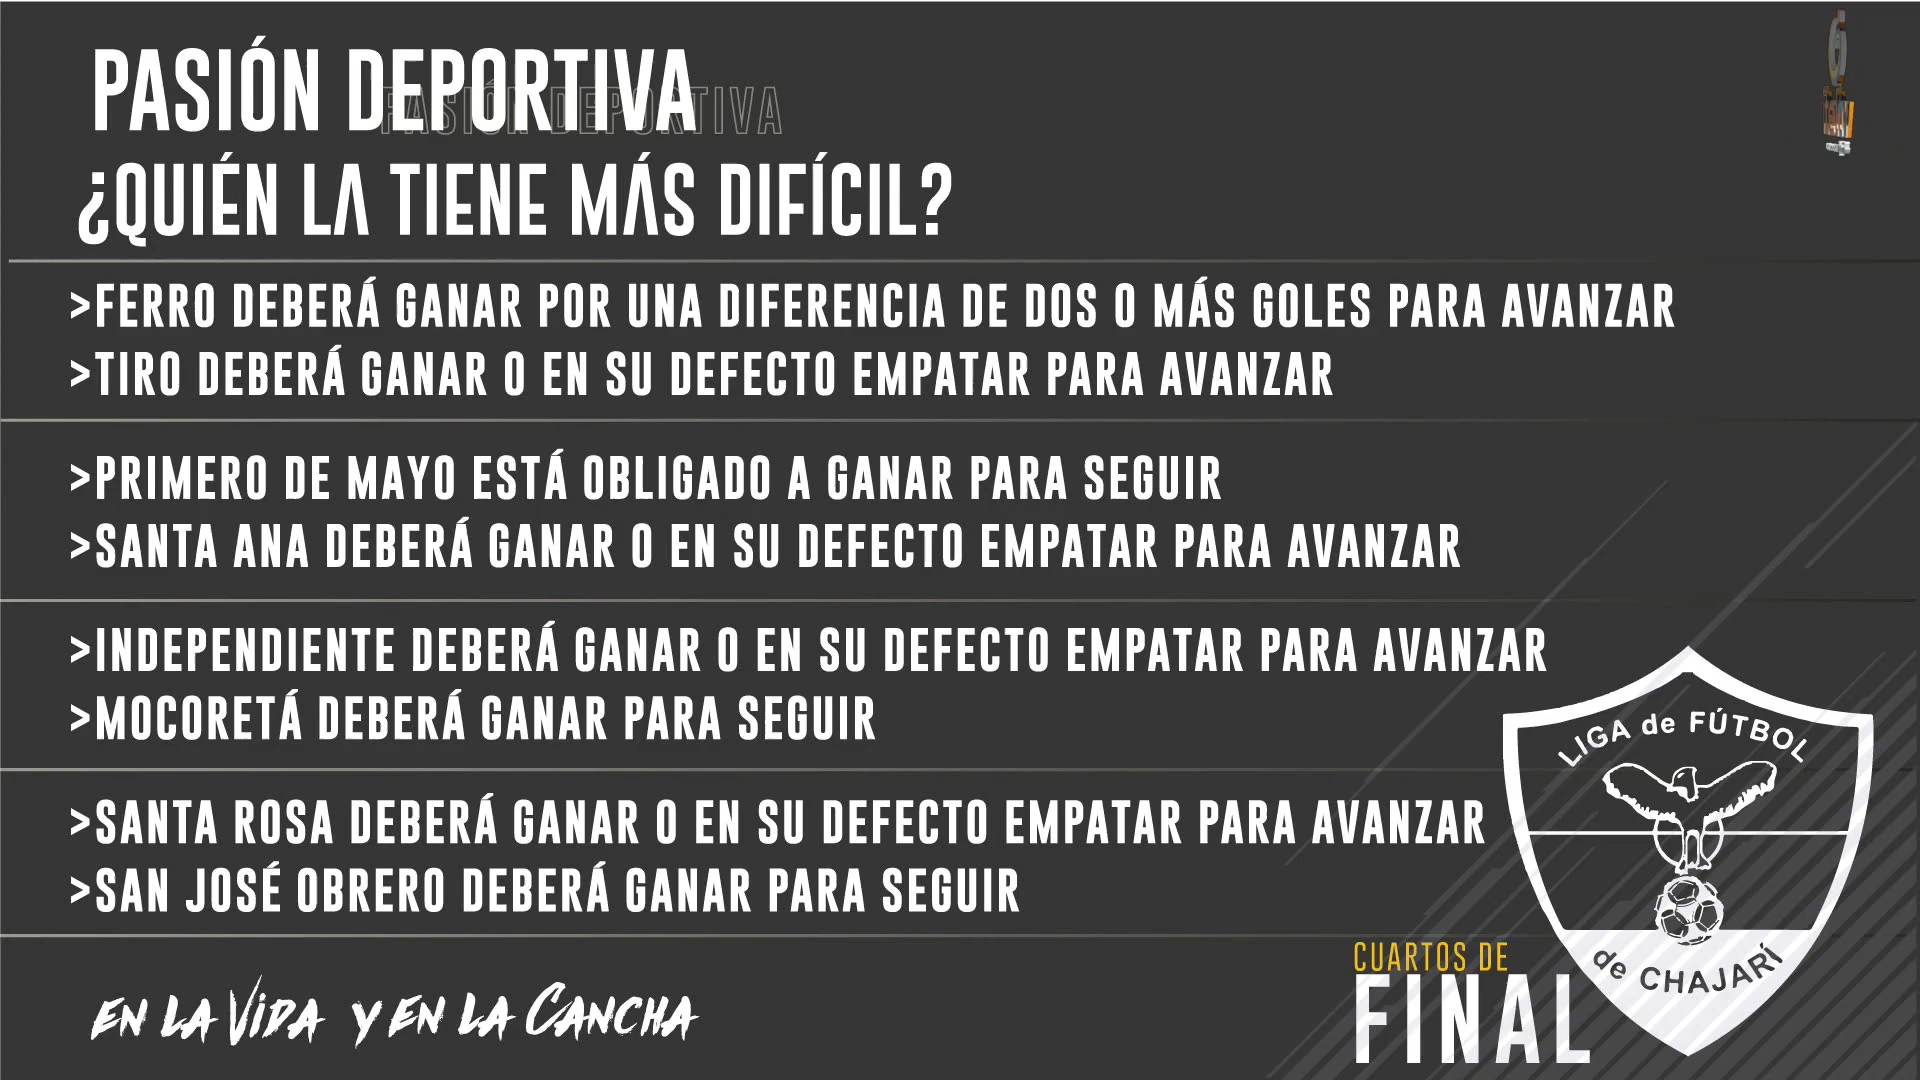 PASIÓN DEPORTIVA
PASIÓN DEPORTIVA
¿QUIÉN LA TIENE MÁS DIFÍCIL?
>FERRO DEBERÁ GANAR POR UNA DIFERENCIA DE DOS O MÁS GOLES PARA AVANZAR
>TIRO DEBERÁ GANAR O EN SU DEFECTO EMPATAR PARA AVANZAR
>PRIMERO DE MAYO ESTÁ OBLIGADO A GANAR PARA SEGUIR
>SANTA ANA DEBERÁ GANAR O EN SU DEFECTO EMPATAR PARA AVANZAR
>INDEPENDIENTE DEBERÁ GANAR O EN SU DEFECTO EMPATAR PARA AVANZAR
>MOCORETÁ DEBERÁ GANAR PARA SEGUIR
>SANTA ROSA DEBERÁ GANAR O EN SU DEFECTO EMPATAR PARA AVANZAR
>SAN JOSÉ OBRERO DEBERÁ GANAR PARA SEGUIR
LIGA de FÚTBOL
de CHAJARÍ
CUARTOS DE
FINAL
EN LA VIDA Y EN LA CANCHA